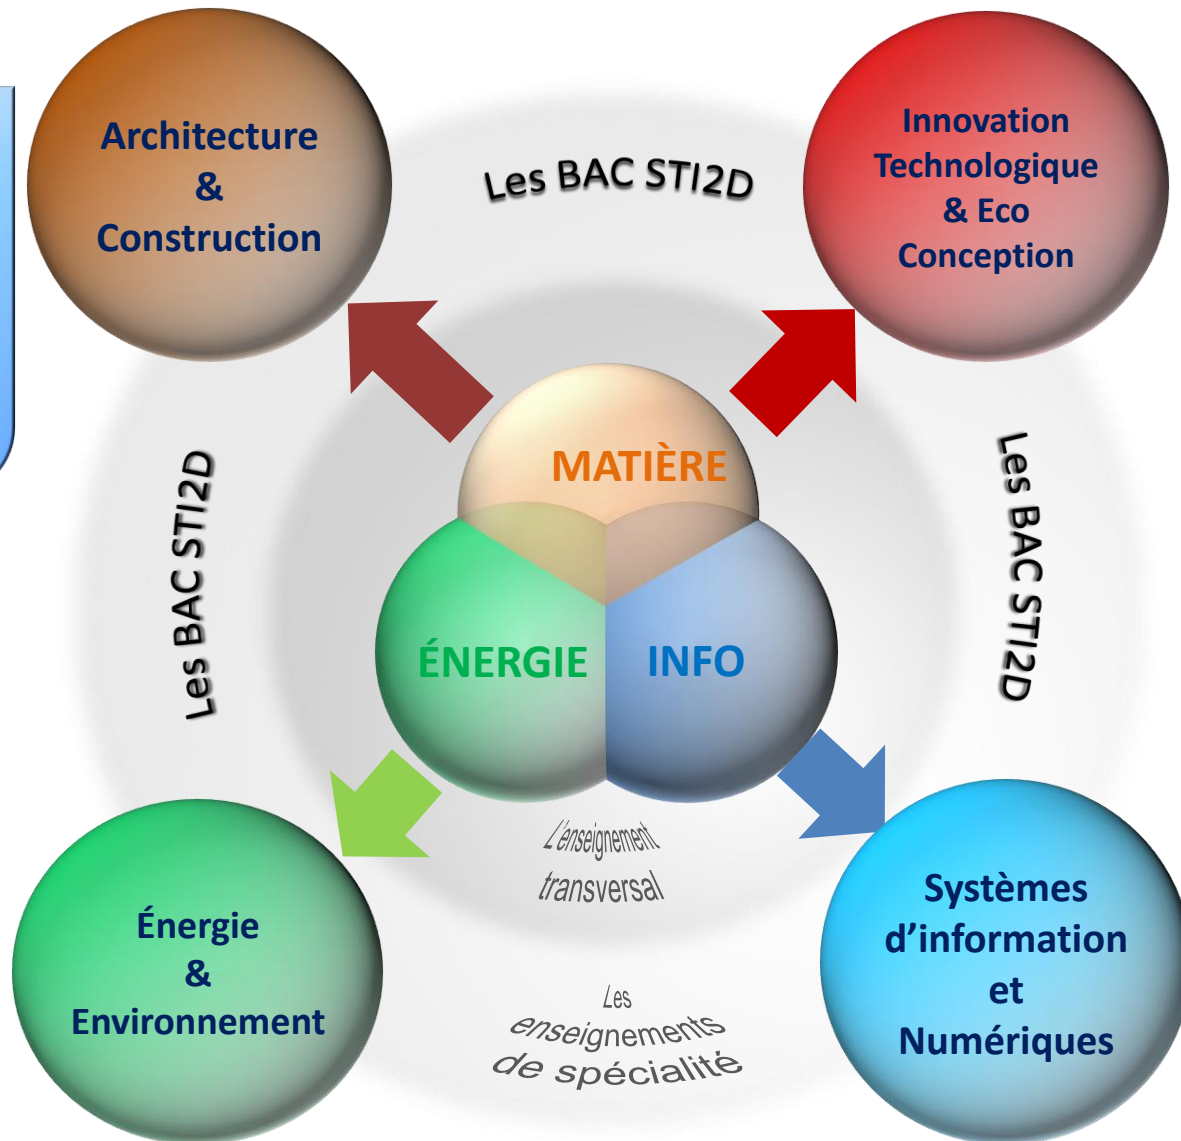 Architecture
&
Construction
Les BAC STI2D
Innovation
Technologique
& Eco
Conception
Les BAC STI2D
MATIÈRE
ÉNERGIE
INFO
Les BAC STI2D
L'enseignement
transversal
Énergie
&
Environnement
Les
enseignements
de spécialité
Systèmes
d'information
et
Numériques